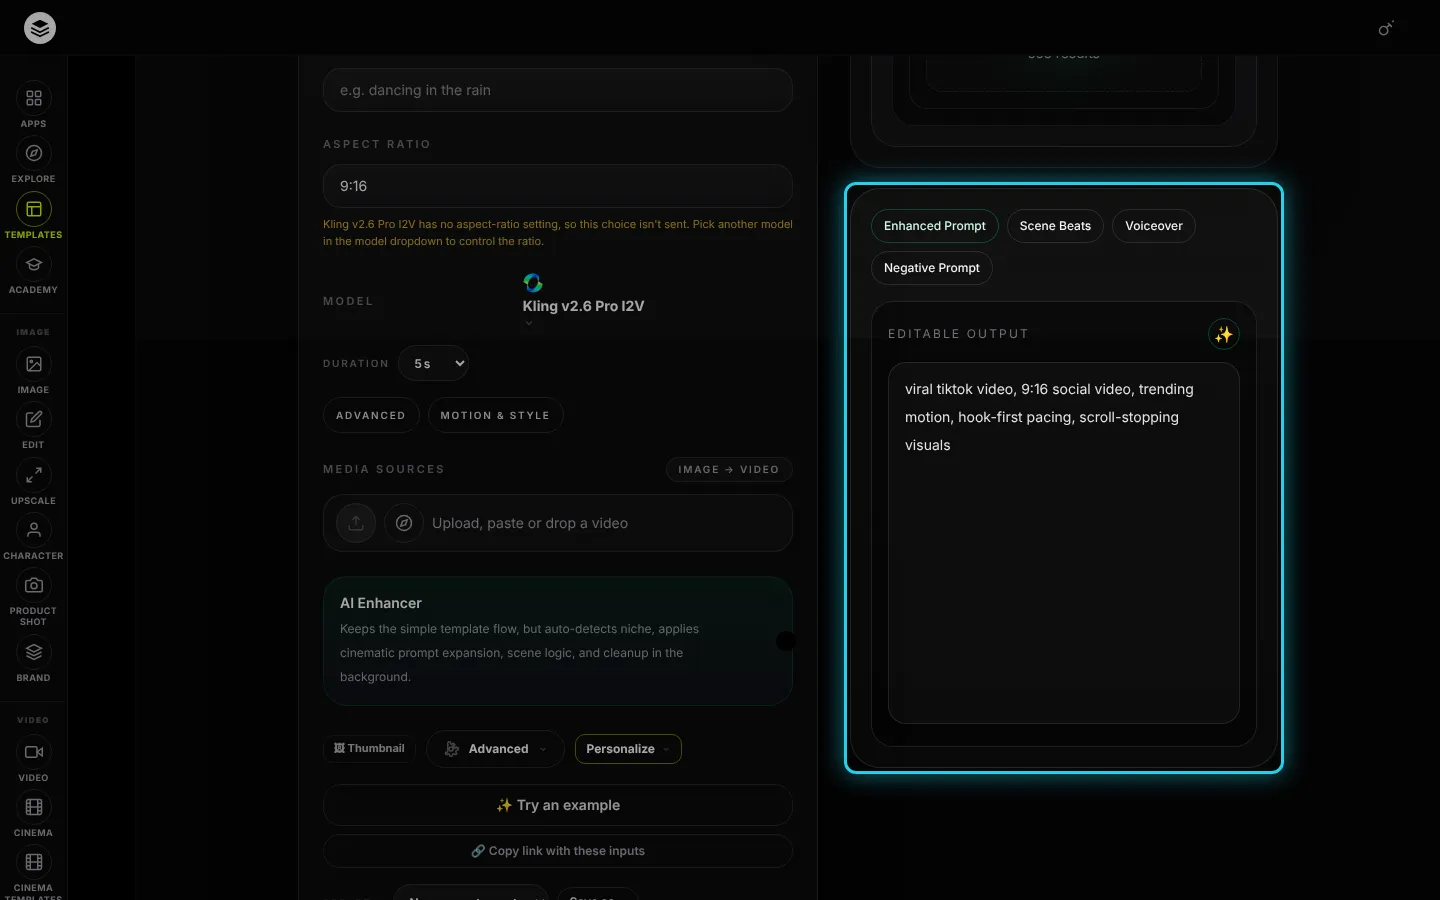 APPS
EXPLORE
TEMPLATES
ACADEMY
IMAGE
IMAGE
EDIT
UPSCALE
CHARACTER
PRODUCT
SHOT
BRAND
VIDEO
VIDEO
CINEMA
CINEMA
TEMPLATES
e.g. dancing in the rain
ASPECT RATIO
9:16
Kling v2.6 Pro I2V has no aspect-ratio setting, so this choice isn't sent. Pick another model
in the model dropdown to control the ratio.
MODEL
Kling v2.6 Pro I2V
DURATION
5s
ADVANCED
MOTION & STYLE
MEDIA SOURCES
IMAGE → VIDEO
Upload, paste or drop a video
AI Enhancer
Keeps the simple template flow, but auto-detects niche, applies
cinematic prompt expansion, scene logic, and cleanup in the
background.
Thumbnail
Advanced
Personalize
✨ Try an example
🔗 Copy link with these inputs
Enhanced Prompt
Scene Beats
Voiceover
Negative Prompt
EDITABLE OUTPUT
viral tiktok video, 9:16 social video, trending
motion, hook-first pacing, scroll-stopping
visuals